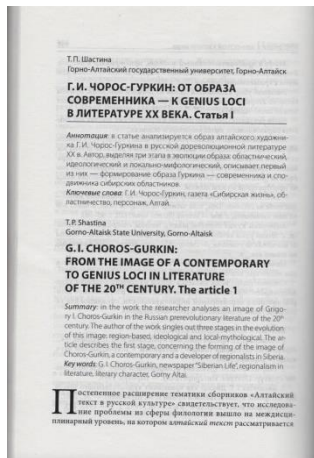 Т.П. Шастина
Горно-Алтайский государственный университет, Горно-Алтайск
Г. И. ЧОРОС-ГУРКИН: ОТ ОБРАЗА
СОВРЕМЕННИКА — К GENIUS LOCI
В ЛИТЕРАТУРЕ XX ВЕКА. Статья I
Аннотация: в статье анализируется образ алтайского художни-
ка Г.И. Чорос-Гуркина в русской дореволюционной литературе
XX в. Автор, выделяя три этапа в эволюции образа: областнический,
идеологический и локально-мифологический, описывает первый
из них — формирование образа Гуркина — современника и спо-
движника сибирских областников.
Ключевые слова: Г.И. Чорос-Гуркин, газета «Сибирская жизнь», об-
ластничество, персонаж, Алтай.
T.P. Shastina
Gorno-Altaisk State University, Gorno-Altaisk
G. I. CHOROS-GURKIN:
FROM THE IMAGE OF A CONTEMPORARY
TO GENIUS LOCI IN LITERATURE
OF THE 20TH CENTURY. The article 1
Summary: in the work the researcher analyses an image of Grigo-
ry I. Choros-Gurkin in the Russian prerevolutionary literature of the 20th
century. The author of the work singles out three stages in the evolution
of this image: region-based, ideological and local-mythological. The ar-
ticle describes the first stage, concerning the forming of the image of
Choros-Gurkin, a contemporary and a developer of regionalists in Siberia.
Key words: G. I. Choros-Gurkin, newspaper "Siberian Life", regionalism in
literature, literary character, Gorny Altai.
Постепенное расширение тематики сборников «Алтайский
текст в русской культуре» свидетельствует, что исследова-
ние проблемы из сферы филологии вышло на междисци-
плинарный уровень, на котором алтайский текст рассматривается